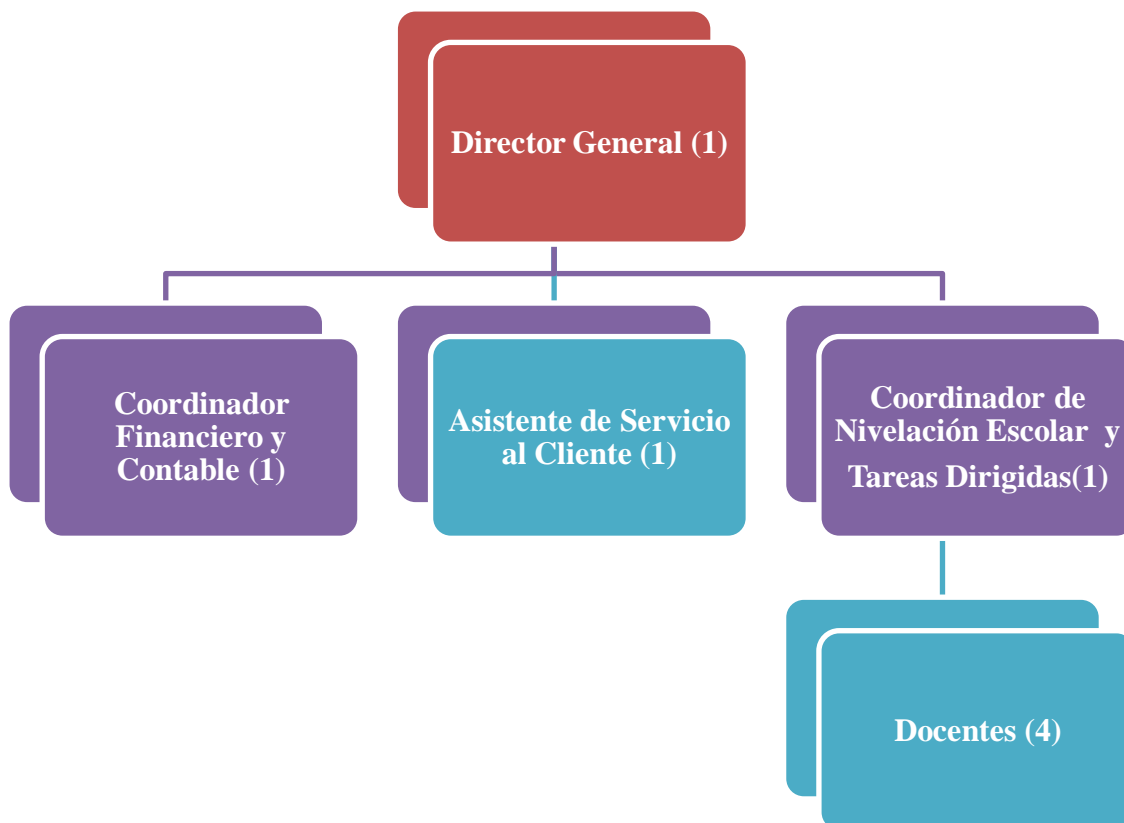 Director General (1)
Coordinador
Financiero y
Contable (1)
Asistente de Servicio
al Cliente (1)
Coordinador de
Nivelación Escolar y
Tareas Dirigidas(1)
Docentes (4)